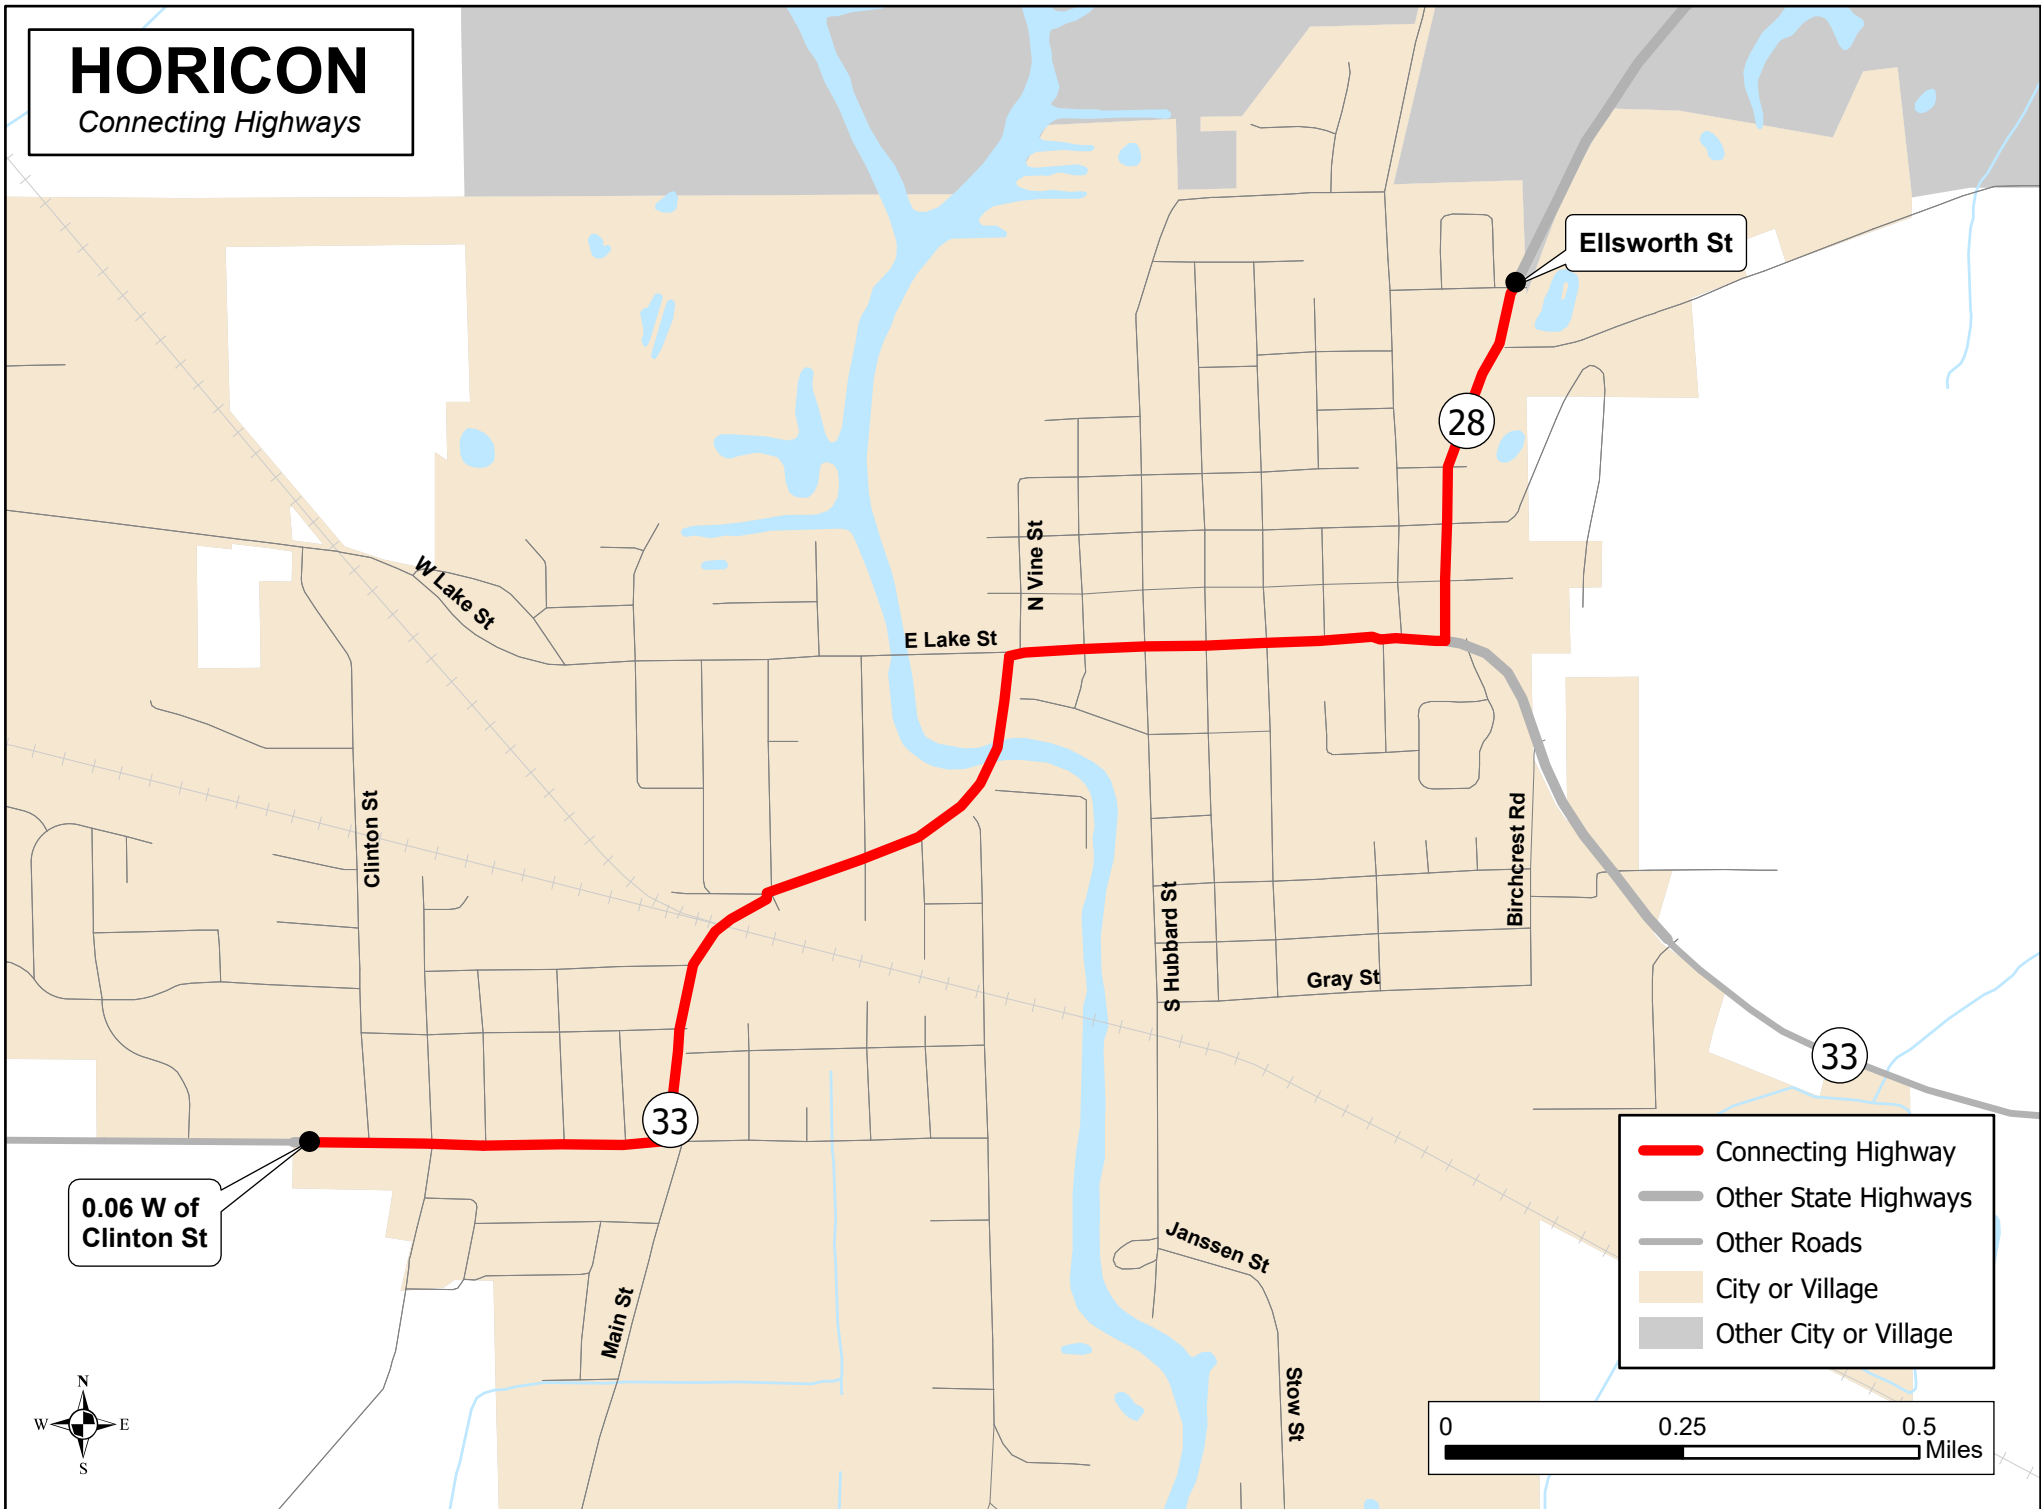 HORICON
Connecting Highways
Ellsworth St
28
W Lake St
N Vine St
E Lake St
Clinton St
Birchcrest Rd
S Hubbard St
Gray St
33
33
0.06 W of
Clinton St
Janssen St
Main St
Stow St
Connecting Highway
Other State Highways
Other Roads
City or Village
Other City or Village
N
W
E
S
0 0.25 0.5
Miles